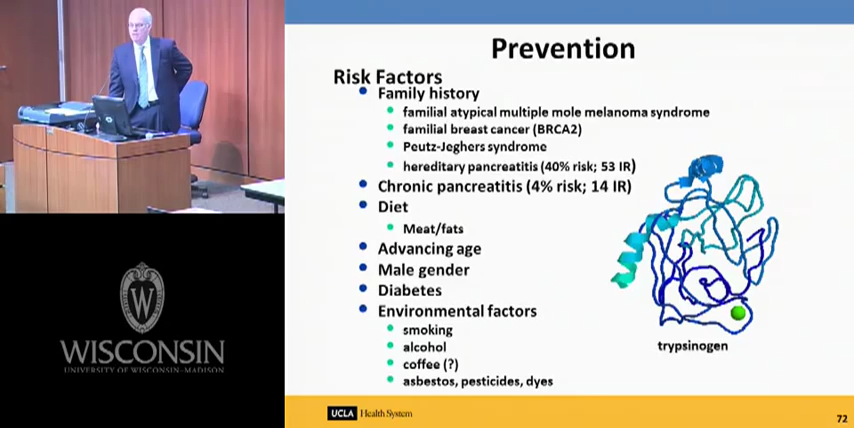 Prevention
Risk Factors
Family history
familial atypical multiple mole melanoma syndrome
familial breast cancer (BRCA2)
Peutz-Jeghers syndrome
hereditary pancreatitis (40% risk; 53 IR)
Chronic pancreatitis (4% risk; 14 IR)
Diet
Meat/fats
Advancing age
Male gender
Diabetes
Environmental factors
smoking
alcohol
coffee (?)
asbestos, pesticides, dyes
trypsinogen
W
WISCONSIN
UNIVERSITY OF WISCONSIN–MADISON
UCLA Health System
72